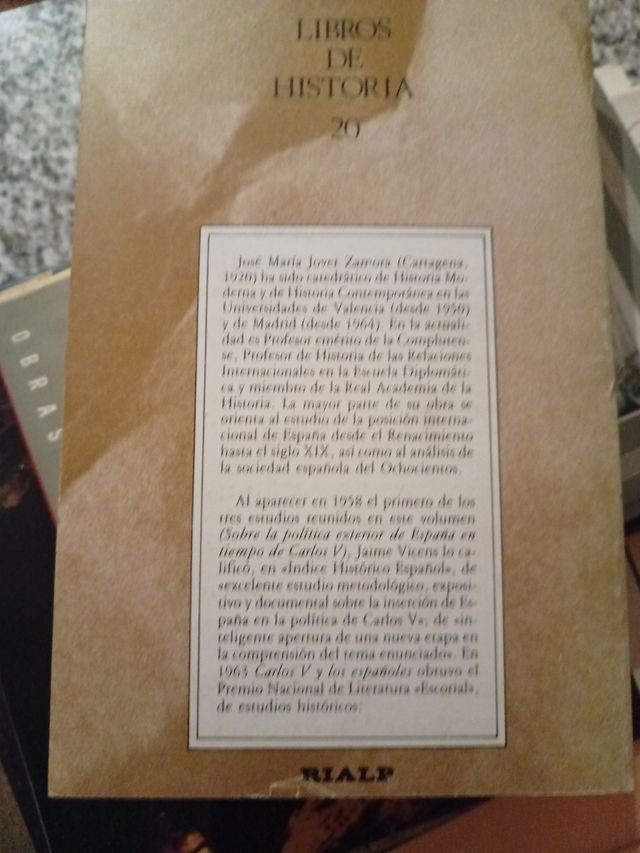 LIBROS
DE
HISTORIA
20
José María Jover Zamora (Cartagena,
1920) ha sido catedrático de Historia Mo-
derna y de Historia Contemporánea en las
Universidades de Valencia (desde 1950)
y de Madrid (desde 1964). En la actuali-
dad es Profesor emérito de la Compluten-
se, Profesor de Historia de las Relaciones
Internacionales en la Escuela Diplomáti-
ca y miembro de la Real Academia de la
Historia. La mayor parte de su obra se
orienta al estudio de la posición interna-
cional de España desde el Renacimiento
hasta el siglo XIX, así como al análisis de
la sociedad española del Ochocientos.
Al aparecer en 1958 el primero de los
tres estudios reunidos en este volumen
(Sobre la política exterior de España en
tiempo de Carlos V), Jaime Vicens lo ca-
lificó, en «Indice Histórico Español», de
«excelente estudio metodológico, exposi-
tivo y documental sobre la inserción de Es-
paña en la política de Carlos V»; de «in-
teligente apertura de una nueva etapa en
la comprensión del tema enunciado». En
1963 Carlos V y los españoles obtuvo el
Premio Nacional de Literatura «Escorial»,
de estudios históricos.
RIALP
OBRAS